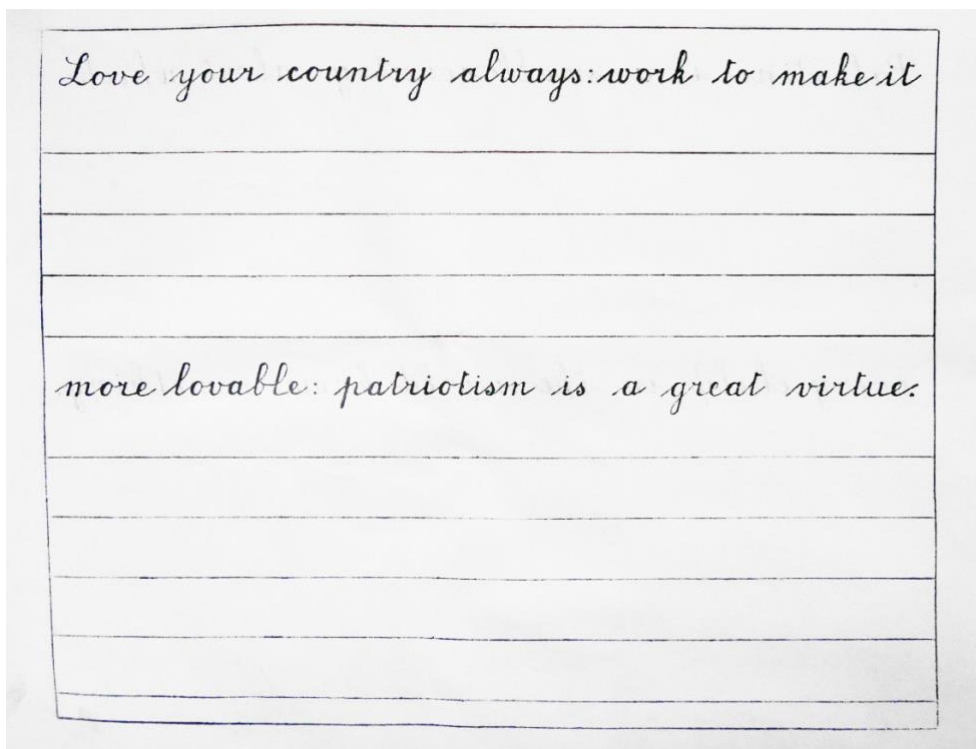 Love your country always: work to make it
more lovable: patriotism is a great virtue.